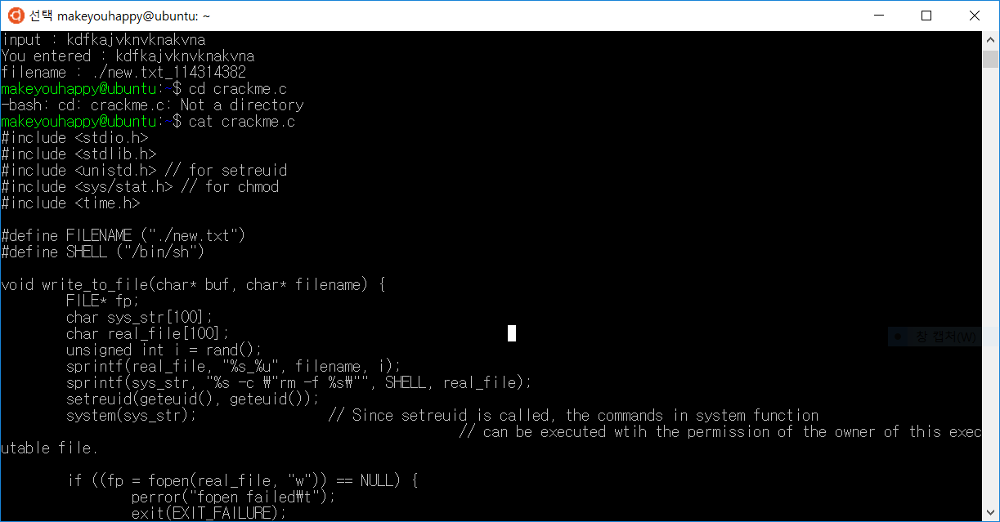 선택 makeyouhappy@ubuntu: ~
input : kdfkajvknvknakvna
You entered : kdfkajvknvknakvna
filename : ./new.txt_114314382
makeyouhappy@ubuntu:~$ cd crackme.c
-bash: cd: crackme.c: Not a directory
makeyouhappy@ubuntu:~$ cat crackme.c
#include <stdio.h>
#include <stdlib.h>
#include <unistd.h> // for setreuid
#include <sys/stat.h> // for chmod
#include <time.h>
#define FILENAME ("./new.txt")
#define SHELL ("/bin/sh")
void write_to_file(char* buf, char* filename) {
FILE* fp;
char sys_str[100];
char real_file[100];
unsigned int i = rand();
sprintf(real_file, "%s_%u", filename, i);
sprintf(sys_str, "%s -c ₩"rm -f %s₩"", SHELL, real_file);
setreuid(geteuid(), geteuid());
system(sys_str); // Since setreuid is called, the commands in system function
// can be executed wtih the permission of the owner of this exec
utable file.
if ((fp = fopen(real_file, "w")) == NULL) {
perror("fopen failed₩t");
exit(EXIT_FAILURE);
창 캡처(W)